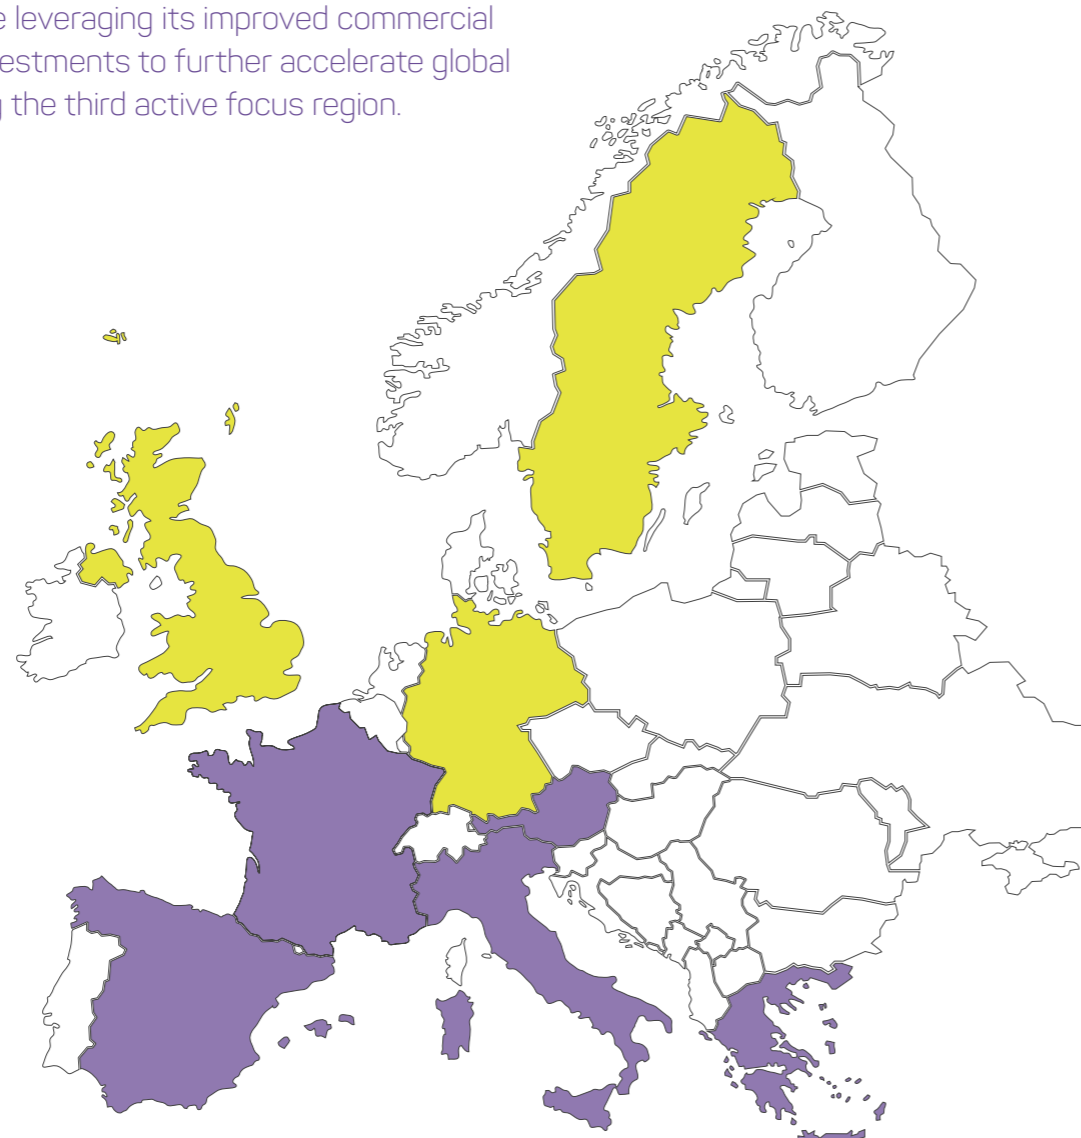 e leveraging its improved commercial
estments to further accelerate global
g the third active focus region.